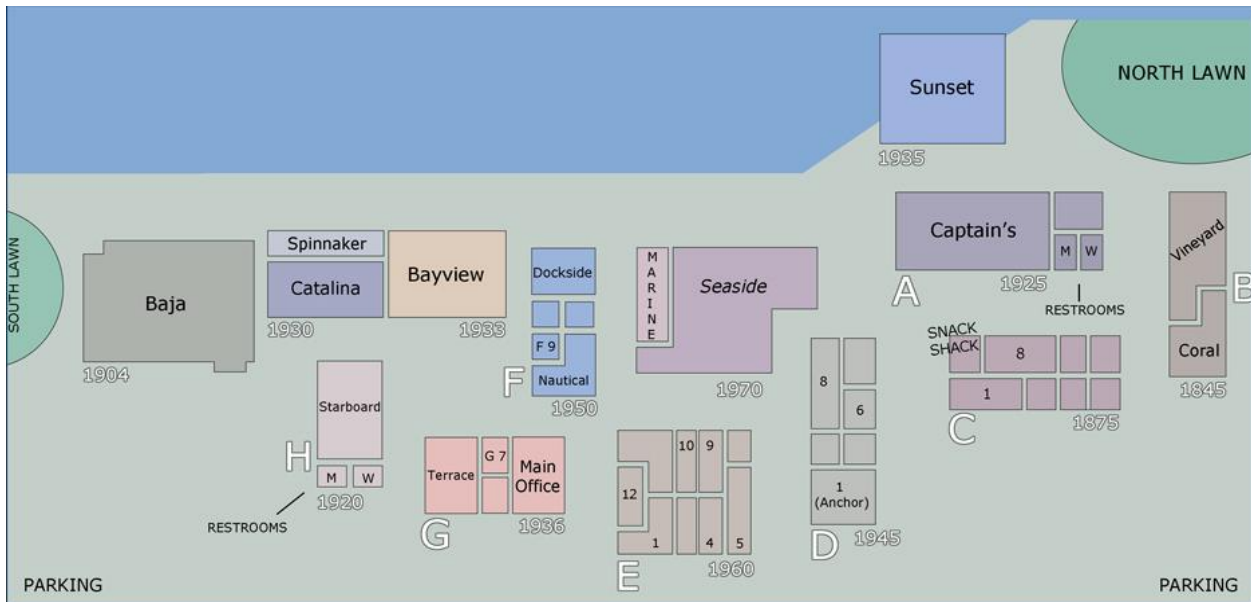 NORTH LAWN
Sunset
1935
Captain's
M
W
A
1925
RESTROOMS
Vineyard
B
Coral
1845
SOUTH LAWN
Baja
1904
Spinnaker
Catalina
1930
Bayview
1933
Dockside
F 9
Nautical
F
1950
MARINE
Seaside
1970
SNACK
SHACK
8
1
C
1875
8
6
1
(Anchor)
D
1945
Starboard
H
M
W
1920
RESTROOMS
Terrace
G 7
Main
Office
G
1936
10
9
12
1
4
5
E
1960
PARKING
PARKING